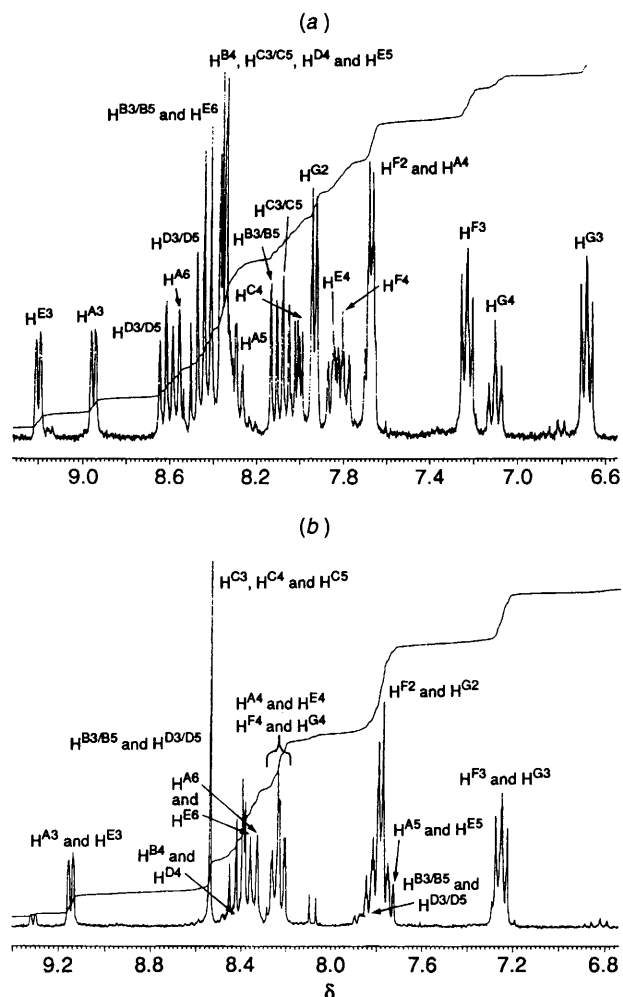 (a)
H^B4, H^C3/C5, H^D4 and H^E5
H^B3/B5 and H^E6
H^G2
H^F2 and H^A4
H^C3/C5
H^D3/D5
H^B3/B5
H^A6
H^F3
H^E4
H^F4
H^C4
H^G3
H^E3
H^A3
H^D3/D5
H^A5
H^G4
9.0 8.6 8.2 7.8 7.4 7.0 6.6
(b)
H^C3, H^C4 and H^C5
H^A4 and H^E4
H^F4 and H^G4
H^F2 and H^G2
H^B3/B5 and H^D3/D5
H^A6
and
H^E6
H^F3 and H^G3
H^A3 and H^E3
H^A5 and H^E5
H^B4 and
H^D4
H^B3/B5 and
H^D3/D5
9.2 8.8 8.4 8.0 7.6 7.2 6.8
δ